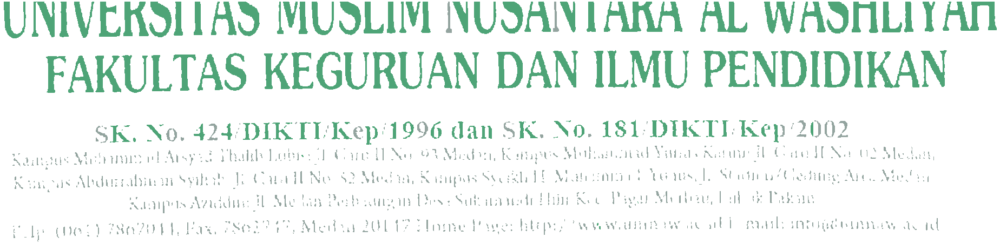 UNIVERSITAS MUSLIM NUSANTARA AL WASHLIYAH
FAKULTAS KEGURUAN DAN ILMU PENDIDIKAN
SK. No. 424/DIKTI/Kep/1996 dan SK. No. 181/DIKTI/Kep/2002
Kampus Muhammad Arsyad Thalib Lubis jl. Garu II No. 93 Medan, Kampus Muhammad Yunus Karim jl. Garu II No. 02 Medan,
Kampus Abdurrahman Syihab Jl. Garu II No. 52 Medan, Kampus Syeikh H. Muhammad Yunus, Jl. Stadion/Gedung Arca Medan
Kampus Aziddin jl. Medan Perbaungan Desa Sukamandi Hilir Kec. Pagar Merbau, Lubuk Pakam
Telp. (061) 7867044, Fax. 7862747, Medan 20147 Home Page: http://www.umnaw.ac.id E-mail: info@umnaw.ac.id